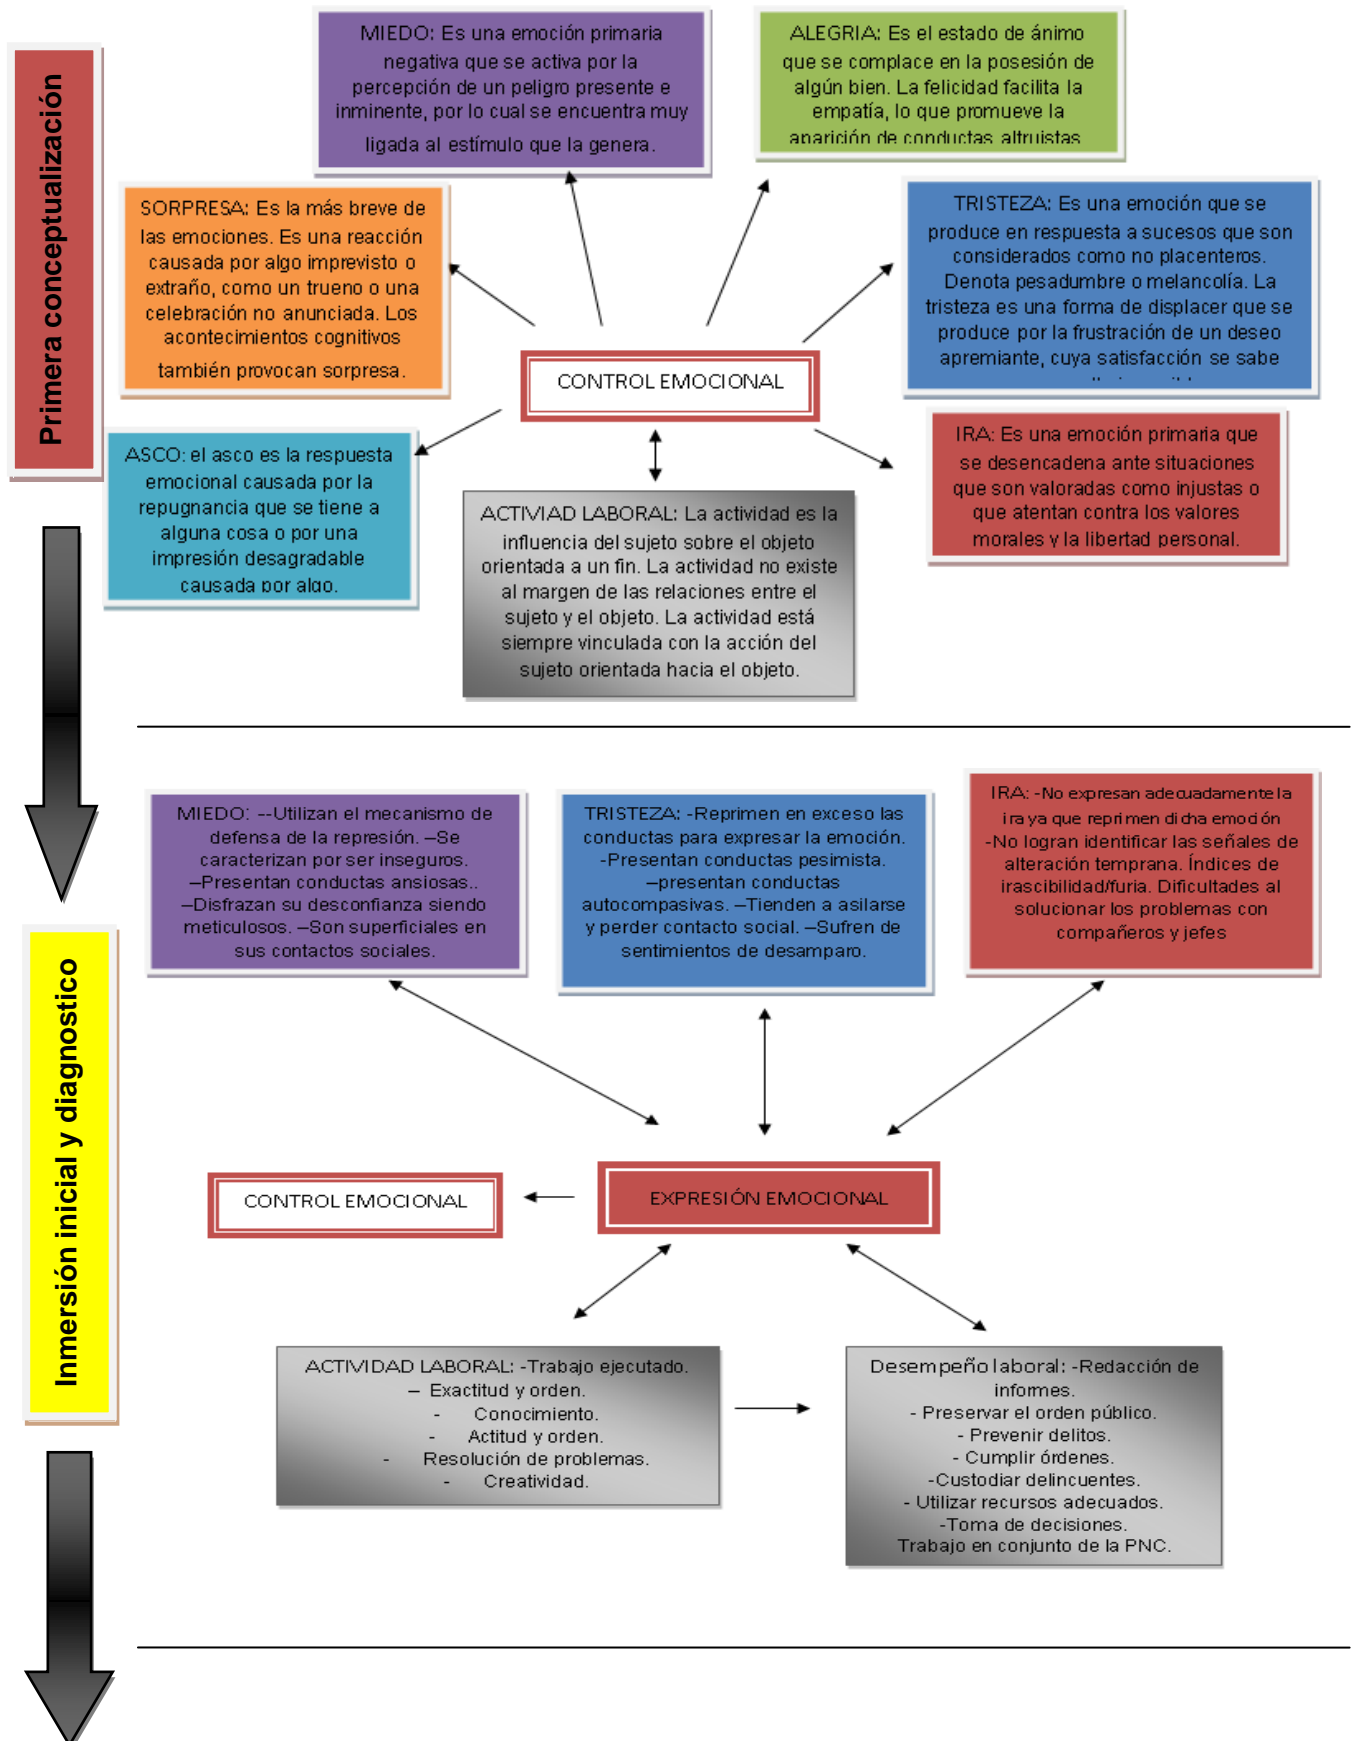 Primera conceptualización
MIEDO: Es una emoción primaria
negativa que se activa por la
percepción de un peligro presente e
inminente, por lo cual se encuentra muy
ligada al estímulo que la genera.
ALEGRIA: Es el estado de ánimo
que se complace en la posesión de
algún bien. La felicidad facilita la
empatía, lo que promueve la
aparición de conductas altruistas
SORPRESA: Es la más breve de
las emociones. Es una reacción
causada por algo imprevisto o
extraño, como un trueno o una
celebración no anunciada. Los
acontecimientos cognitivos
también provocan sorpresa.
TRISTEZA: Es una emoción que se
produce en respuesta a sucesos que son
considerados como no placenteros.
Denota pesadumbre o melancolía. La
tristeza es una forma de displacer que se
produce por la frustración de un deseo
apremiante, cuya satisfacción se sabe
CONTROL EMOCIONAL
ASCO: el asco es la respuesta
emocional causada por la
repugnancia que se tiene a
alguna cosa o por una
impresión desagradable
causada por algo.
IRA: Es una emoción primaria que
se desencadena ante situaciones
que son valoradas como injustas o
que atentan contra los valores
morales y la libertad personal.
ACTIVIAD LABORAL: La actividad es la
influencia del sujeto sobre el objeto
orientada a un fin. La actividad no existe
al margen de las relaciones entre el
sujeto y el objeto. La actividad está
siempre vinculada con la acción del
sujeto orientada hacia el objeto.
Inmersión inicial y diagnostico
MIEDO: --Utilizan el mecanismo de
defensa de la represión. –Se
caracterizan por ser inseguros.
–Presentan conductas ansiosas..
–Disfrazan su desconfianza siendo
meticulosos. –Son superficiales en
sus contactos sociales.
TRISTEZA: -Reprimen en exceso las
conductas para expresar la emoción.
-Presentan conductas pesimista.
–presentan conductas
autocompasivas. –Tienden a asilarse
y perder contacto social. –Sufren de
sentimientos de desamparo.
IRA: -No expresan adecuadamente la
ira ya que reprimen dicha emoción
-No logran identificar las señales de
alteración temprana. Índices de
irascibilidad/furia. Dificultades al
solucionar los problemas con
compañeros y jefes
CONTROL EMOCIONAL
EXPRESIÓN EMOCIONAL
ACTIVIDAD LABORAL: -Trabajo ejecutado.
– Exactitud y orden.
- Conocimiento.
- Actitud y orden.
- Resolución de problemas.
- Creatividad.
Desempeño laboral: -Redacción de
informes.
- Preservar el orden público.
- Prevenir delitos.
- Cumplir órdenes.
-Custodiar delincuentes.
- Utilizar recursos adecuados.
-Toma de decisiones.
Trabajo en conjunto de la PNC.